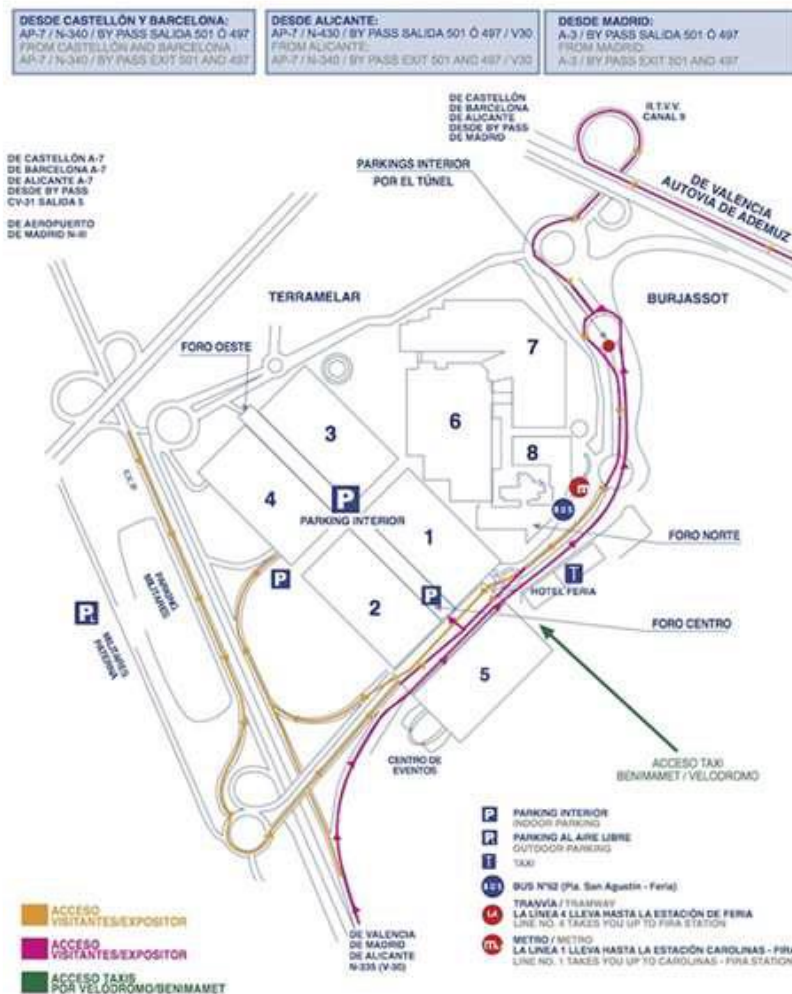 DESDE CASTELLÓN Y BARCELONA:
AP-7 / N-340 / BY PASS SALIDA 501 Ó 497
FROM CASTELLÓN AND BARCELONA
AP-7 / N-340 / BY PASS EXIT 501 AND 497
DESDE ALICANTE:
AP-7 / N-430 / BY PASS SALIDA 501 Ó 497 / V30
FROM ALICANTE:
AP-7 / N-340 / BY PASS EXIT 501 AND 497 / V30
DESDE MADRID:
A-3 / BY PASS SALIDA 501 Ó 497
FROM MADRID:
A-3 / BY PASS EXIT 501 AND 497
DE CASTELLÓN
DE BARCELONA
DE ALICANTE
DESDE BY PASS
DE MADRID
R.T.V.V.
CANAL 9
DE CASTELLÓN A-7
DE BARCELONA A-7
DE ALICANTE A-7
DESDE BY PASS
CV-31 SALIDA 5
DE AEROPUERTO
DE MADRID N-III
PARKINGS INTERIOR
POR EL TÚNEL
DE VALENCIA
AUTOVIA DE ADEMUZ
TERRAMELAR
BURJASSOT
FORO OESTE
7
6
3
8
4
P
PARKING INTERIOR
1
BUS
FORO NORTE
P
T
HOTEL FERIA
PARKING
MILITARES
2
P
P
MILITARES
PATERNA
FORO CENTRO
5
CENTRO DE
EVENTOS
ACCESO TAXI
BENIMAMET / VELODROMO
P PARKING INTERIOR
INDOOR PARKING
P PARKING AL AIRE LIBRE
OUTDOOR PARKING
T TAXI
BUS BUS Nº62 (Pla. San Agustin - Feria)
TRANVÍA / TRAMWAY
LA LÍNEA 4 LLEVA HASTA LA ESTACIÓN DE FERIA
LINE NO. 4 TAKES YOU UP TO FIRA STATION
METRO / METRO
LA LINEA 1 LLEVA HASTA LA ESTACIÓN CAROLINAS - FIRA
LINE NO. 1 TAKES YOU UP TO CAROLINAS - FIRA STATION
ACCESO
VISITANTES/EXPOSITOR
ACCESO
VISITANTES/EXPOSITOR
ACCESO TAXIS
POR VELODROMO/BENIMAMET
DE VALENCIA
DE MADRID
DE ALICANTE
N-335 (V-30)